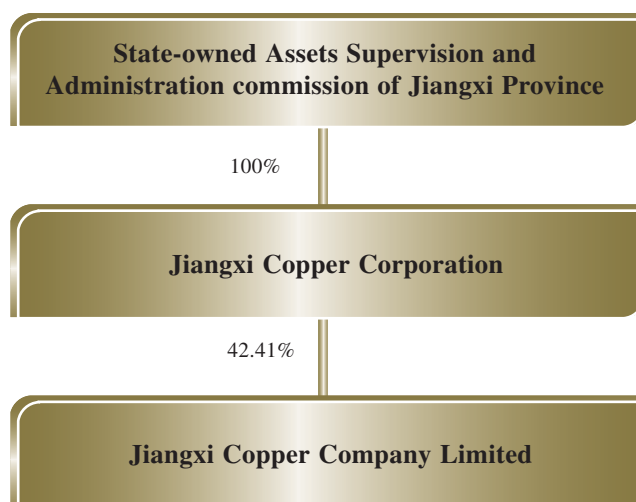 State-owned Assets Supervision and
Administration commission of Jiangxi Province
100%
Jiangxi Copper Corporation
42.41%
Jiangxi Copper Company Limited